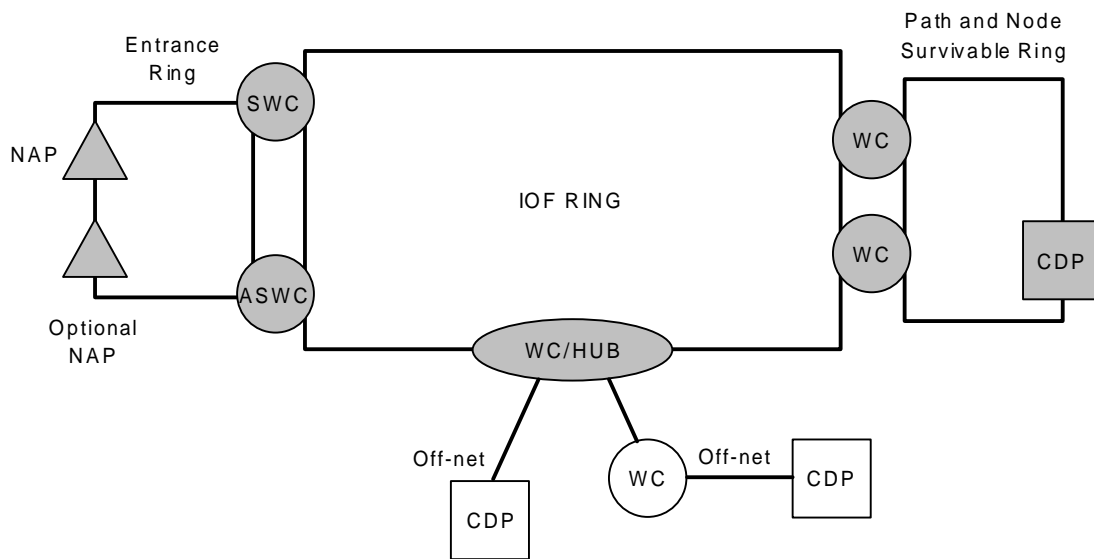 Path and Node
Survivable Ring
Entrance
Ring
SWC
NAP
WC
IOF RING
WC
CDP
ASWC
Optional
NAP
WC/HUB
Off-net
Off-net
WC
CDP
CDP